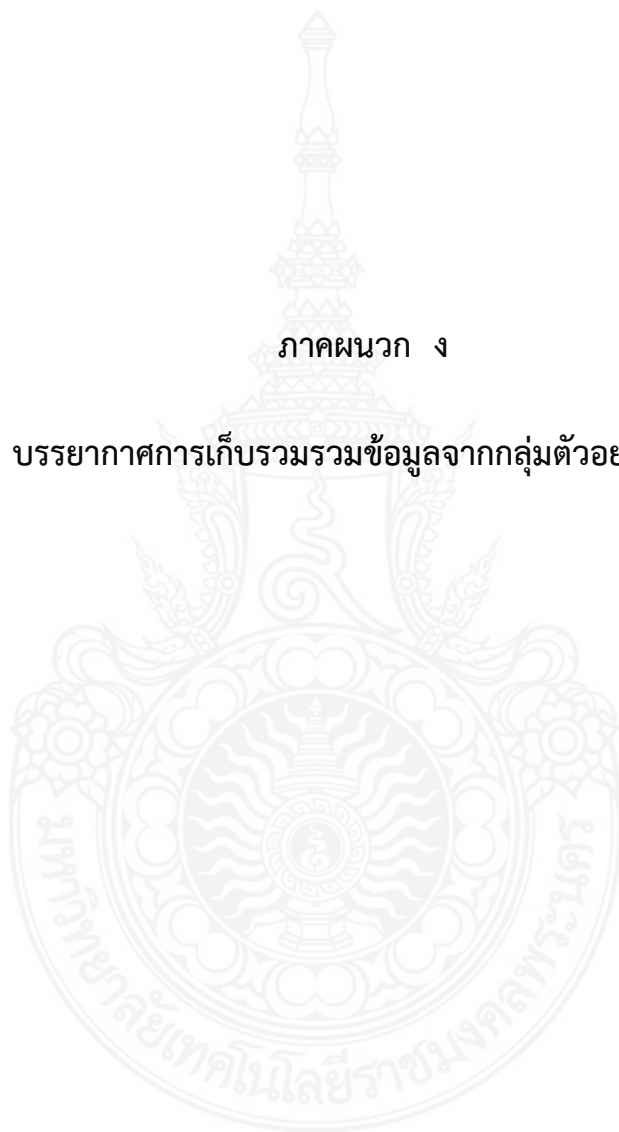 ภาคผนวก ง
บรรยากาศการเก็บรวมรวมข้อมูลจากกลุ่มตัวอย
มหาวิทยาลัยเทคโนโลยีราชมงคลพระนคร